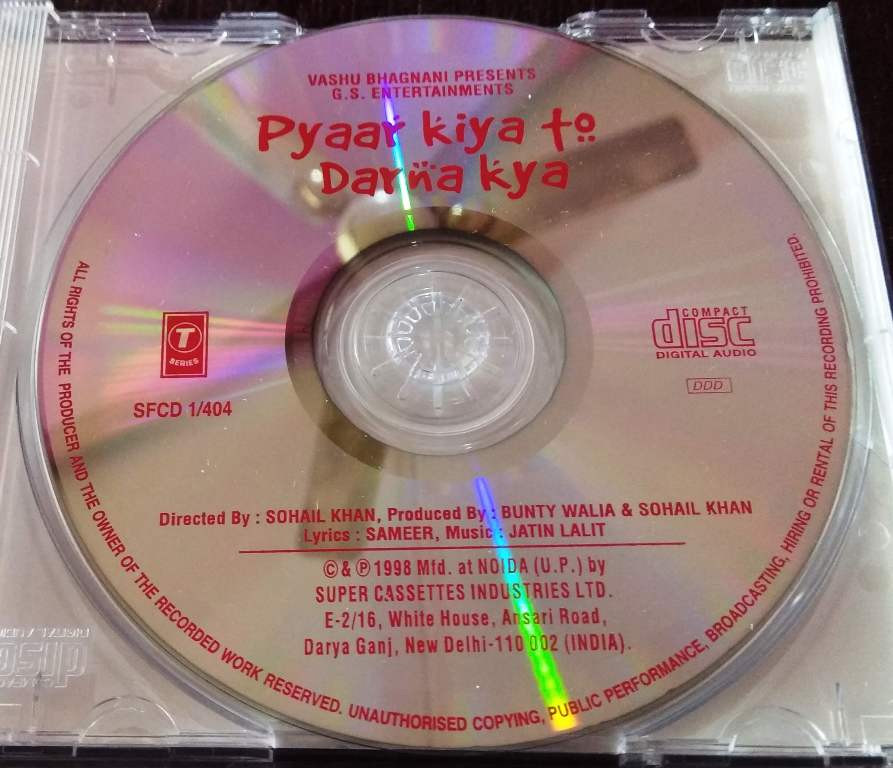 VASHU BHAGNANI PRESENTS
G.S. ENTERTAINMENTS
Pyaar kiya to
Darna kya
T
SERIES
SFCD 1/404
COMPACT
disc
DIGITAL AUDIO
DDD
Directed By : SOHAIL KHAN, Produced By : BUNTY WALIA & SOHAIL KHAN
Lyrics : SAMEER, Music : JATIN LALIT
© & ℗ 1998 Mfd. at NOIDA (U.P.) by
SUPER CASSETTES INDUSTRIES LTD.
E-2/16, White House, Ansari Road,
Darya Ganj, New Delhi-110 002 (INDIA).
ALL RIGHTS OF THE PRODUCER AND THE OWNER OF THE RECORDED WORK RESERVED. UNAUTHORISED COPYING, PUBLIC PERFORMANCE, BROADCASTING, HIRING OR RENTAL OF THIS RECORDING PROHIBITED.
disc